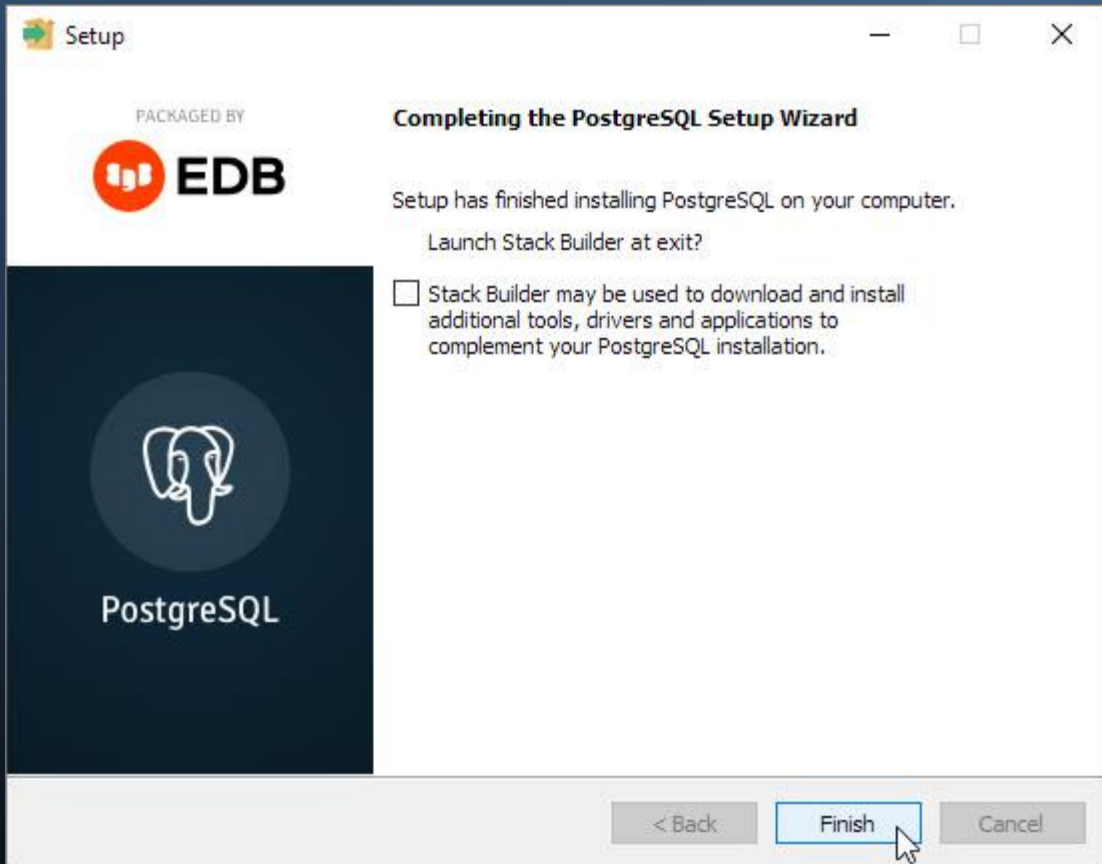 Setup
PACKAGED BY
EDB
Completing the PostgreSQL Setup Wizard
Setup has finished installing PostgreSQL on your computer.
Launch Stack Builder at exit?
Stack Builder may be used to download and install
additional tools, drivers and applications to
complement your PostgreSQL installation.
PostgreSQL
< Back
Finish
Cancel